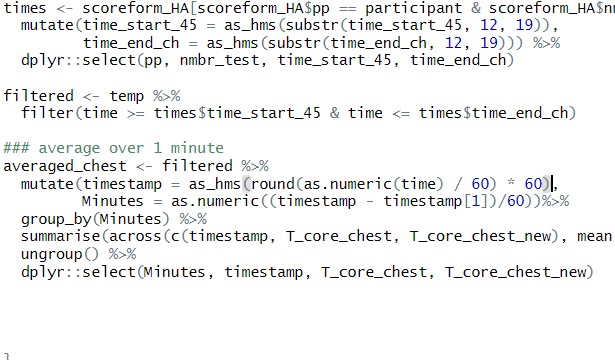 times <- scoreform_HA[scoreform_HA$pp == participant & scoreform_HA$nm
mutate(time_start_45 = as_hms(substr(time_start_45, 12, 19)),
time_end_ch = as_hms(substr(time_end_ch, 12, 19))) %>%
dplyr::select(pp, nmbr_test, time_start_45, time_end_ch)
filtered <- temp %>%
filter(time >= times$time_start_45 & time <= times$time_end_ch)
### average over 1 minute
averaged_chest <- filtered %>%
mutate(timestamp = as_hms(round(as.numeric(time) / 60) * 60),
Minutes = as.numeric((timestamp - timestamp[1])/60))%>%
group_by(Minutes) %>%
summarise(across(c(timestamp, T_core_chest, T_core_chest_new), mean
ungroup() %>%
dplyr::select(Minutes, timestamp, T_core_chest, T_core_chest_new)